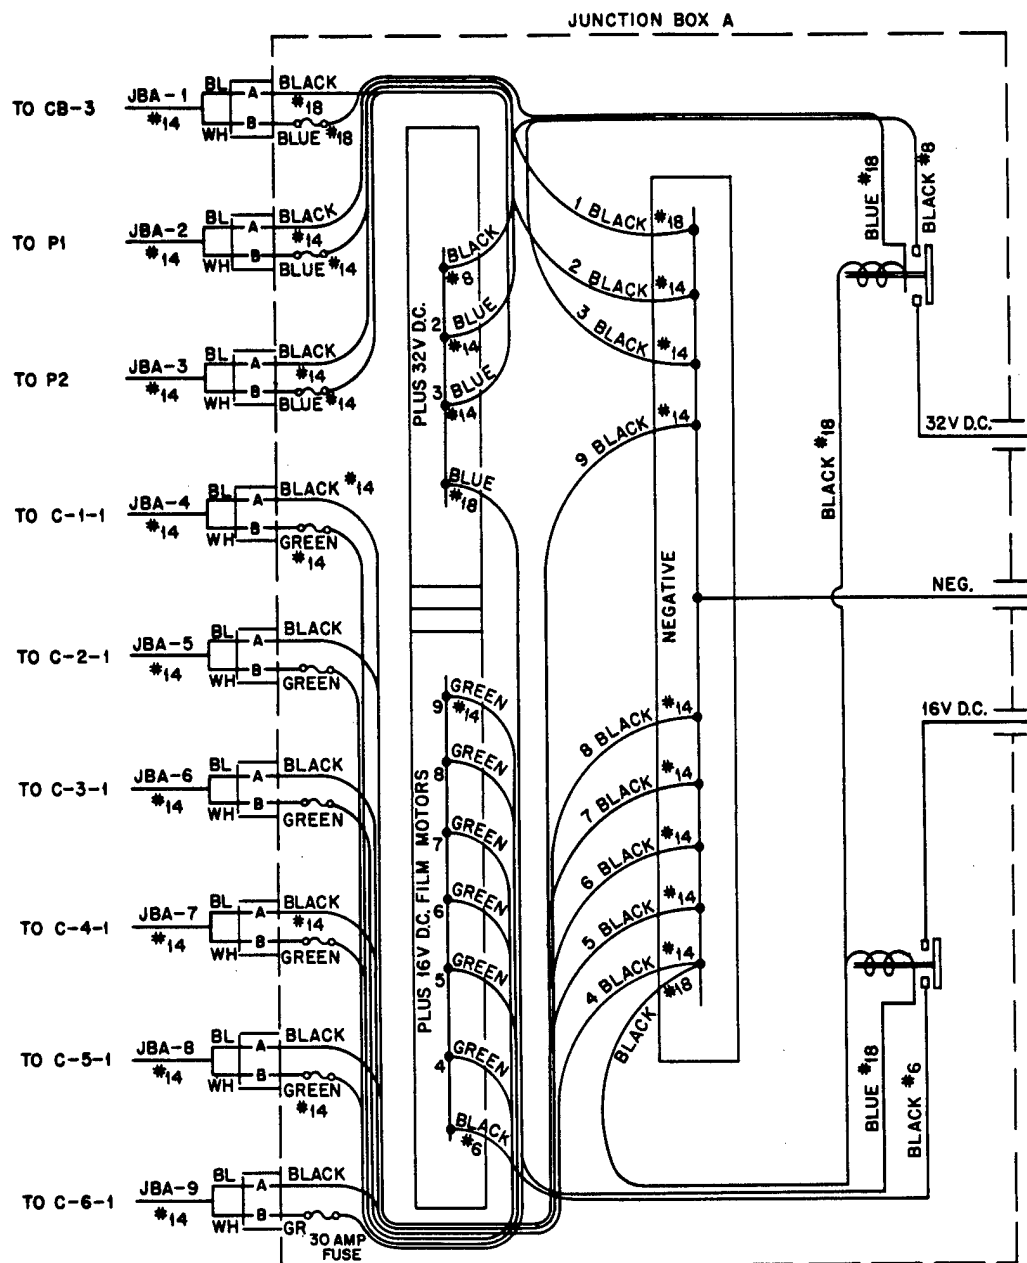 JUNCTION BOX A
TO CB-3
JBA-1
#14
BL
WH
A
B
BLACK
#18
BLUE #18
TO P1
JBA-2
#14
BL
WH
A
B
BLACK
#14
BLUE #14
TO P2
JBA-3
#14
BL
WH
A
B
BLACK
#14
BLUE #14
TO C-1-1
JBA-4
#14
BL
WH
A
B
BLACK #14
GREEN
#14
TO C-2-1
JBA-5
#14
BL
WH
A
B
BLACK
GREEN
TO C-3-1
JBA-6
#14
BL
WH
A
B
BLACK
GREEN
TO C-4-1
JBA-7
#14
BL
WH
A
B
BLACK
#14
GREEN
TO C-5-1
JBA-8
#14
BL
WH
A
B
BLACK
GREEN
#14
TO C-6-1
JBA-9
#14
BL
WH
A
B
BLACK
GR
30 AMP
FUSE
PLUS 32V D.C.
BLACK
#8
2 BLUE
#14
3 BLUE
#14
BLUE
#18
PLUS 16V D.C. FILM MOTORS
9 GREEN
#14
8 GREEN
7 GREEN
6 GREEN
5 GREEN
4 GREEN
BLACK
#6
NEGATIVE
1 BLACK #18
2 BLACK #14
3 BLACK #14
9 BLACK #14
8 BLACK #14
7 BLACK #14
6 BLACK #14
5 BLACK #14
4 BLACK #14
BLACK #18
BLUE #18
BLACK #8
BLACK #18
32V D.C.
NEG.
16V D.C.
BLUE #18
BLACK #6